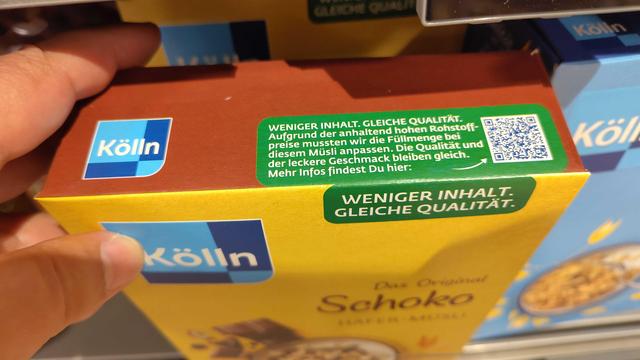 Kölln
WENIGER INHALT. GLEICHE QUALITÄT.
Aufgrund der anhaltend hohen Rohstoff-
preise mussten wir die Füllmenge bei
diesem Müsli anpassen. Die Qualität und
der leckere Geschmack bleiben gleich.
Mehr Infos findest Du hier:
WENIGER INHALT.
GLEICHE QUALITÄT.
Kölln
Das Original
Schoko
HAFER-MÜSLI
GLEICHE QUALITÄT.
Kölln
Kölln